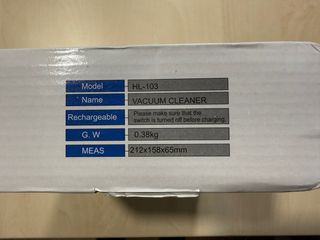 Model HL-103
Name VACUUM CLEANER
Rechargeable Please make sure that the
switch is turned off before charging.
G. W 0.38kg
MEAS 212x158x65mm